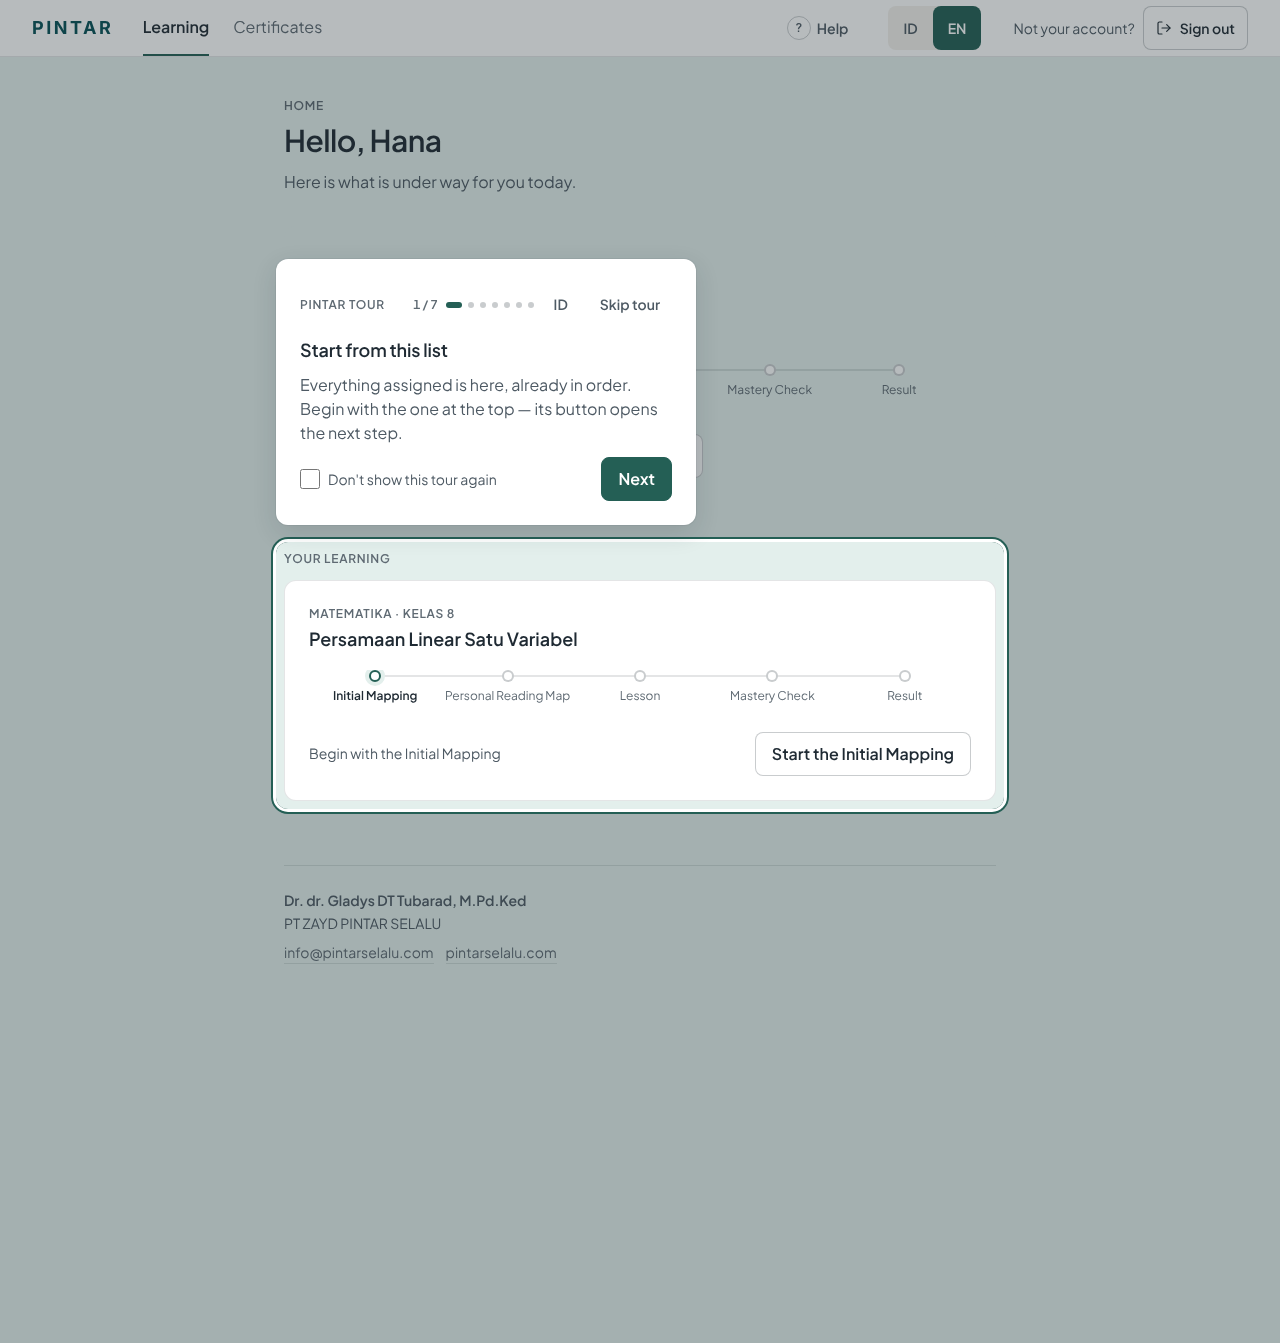 PINTAR Learning Certificates ? Help ID EN Not your account? Sign out
HOME
Hello, Hana
Here is what is under way for you today.
PINTAR TOUR 1/7 ID Skip tour
Start from this list
Everything assigned is here, already in order.
Begin with the one at the top — its button opens
the next step.
Don't show this tour again Next
Mastery Check Result
YOUR LEARNING
MATEMATIKA · KELAS 8
Persamaan Linear Satu Variabel
Initial Mapping Personal Reading Map Lesson Mastery Check Result
Begin with the Initial Mapping Start the Initial Mapping
Dr. dr. Gladys DT Tubarad, M.Pd.Ked
PT ZAYD PINTAR SELALU
info@pintarselalu.com pintarselalu.com